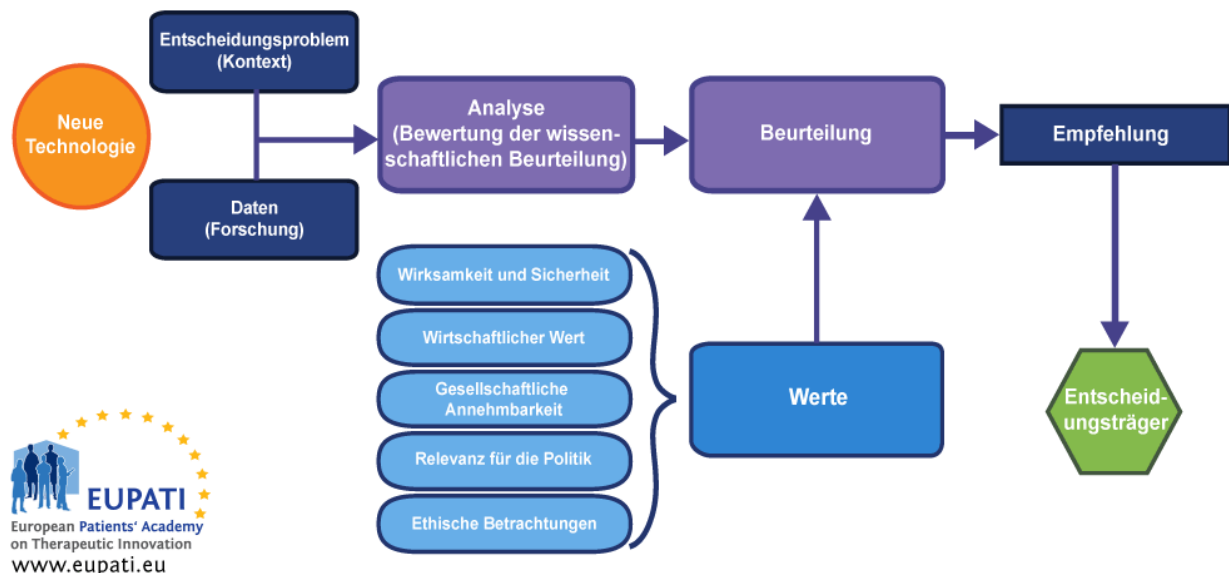 Entscheidungsproblem
(Kontext)
Neue
Technologie
Daten
(Forschung)
Analyse
(Bewertung der wissen-
schaftlichen Beurteilung)
Beurteilung
Empfehlung
Wirksamkeit und Sicherheit
Wirtschaftlicher Wert
Gesellschaftliche
Annehmbarkeit
Relevanz für die Politik
Ethische Betrachtungen
Werte
Entscheid-
ungsträger
EUPATI
European Patients' Academy
on Therapeutic Innovation
www.eupati.eu